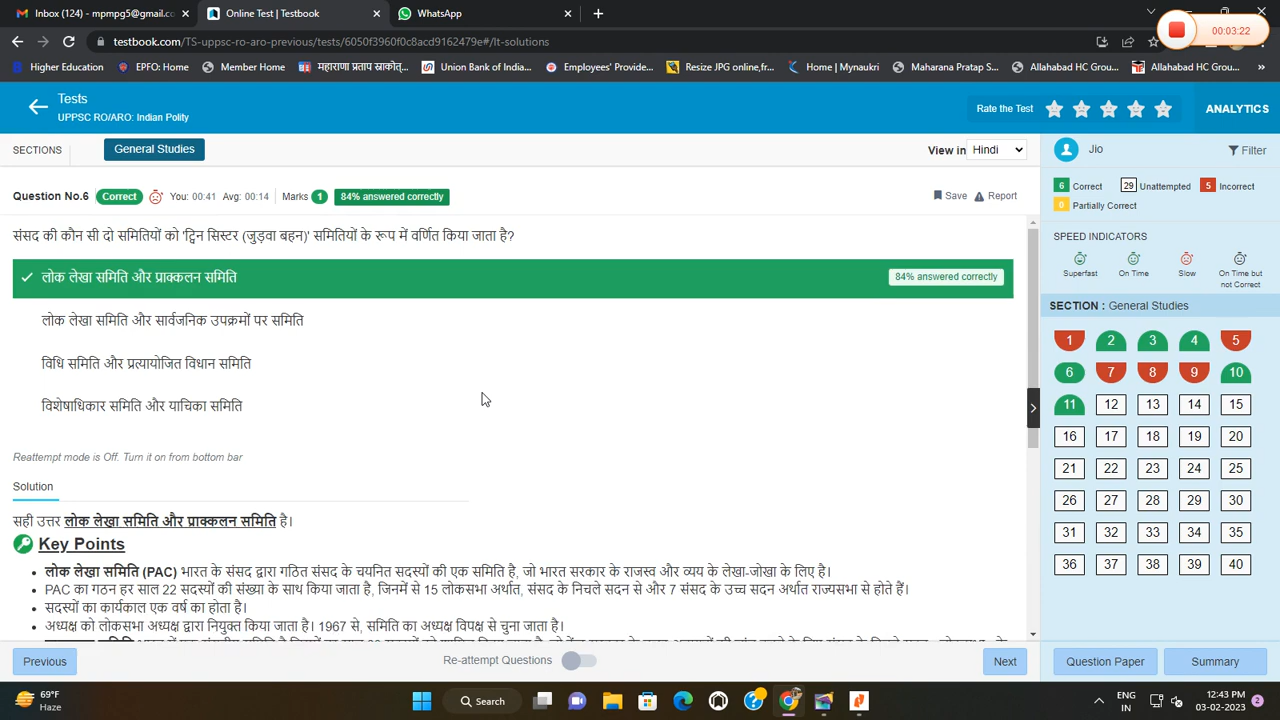 Inbox (124) - mpmpg5@gmail.co
Online Test | Testbook
WhatsApp
00:03:22
testbook.com/TS-uppsc-ro-aro-previous/tests/6050f3960f0c8acd9162479e#/lt-solutions
Higher Education
EPFO: Home
Member Home
महाराणा प्रताप स्नाकोत्...
Union Bank of India...
Employees' Provide...
Resize JPG online,fr...
Home | Mynaukri
Maharana Pratap S...
Allahabad HC Grou...
Allahabad HC Grou...
Tests
UPPSC RO/ARO: Indian Polity
Rate the Test
ANALYTICS
SECTIONS
General Studies
View in Hindi
Jio
Filter
Question No.6 Correct You: 00:41 Avg: 00:14 Marks 1 84% answered correctly
Save Report
6 Correct 29 Unattempted 5 Incorrect
0 Partially Correct
संसद की कौन सी दो समितियों को 'ट्विन सिस्टर (जुड़वा बहन)' समितियों के रूप में वर्णित किया जाता है?
लोक लेखा समिति और प्राक्कलन समिति
84% answered correctly
लोक लेखा समिति और सार्वजनिक उपक्रमों पर समिति
विधि समिति और प्रत्यायोजित विधान समिति
विशेषाधिकार समिति और याचिका समिति
Reattempt mode is Off. Turn it on from bottom bar
Solution
सही उत्तर लोक लेखा समिति और प्राक्कलन समिति है।
Key Points
लोक लेखा समिति (PAC) भारत के संसद द्वारा गठित संसद के चयनित सदस्यों की एक समिति है, जो भारत सरकार के राजस्व और व्यय के लेखा-जोखा के लिए है।
PAC का गठन हर साल 22 सदस्यों की संख्या के साथ किया जाता है, जिनमें से 15 लोकसभा अर्थात, संसद के निचले सदन से और 7 संसद के उच्च सदन अर्थात राज्यसभा से होते हैं।
सदस्यों का कार्यकाल एक वर्ष का होता है।
अध्यक्ष को लोकसभा अध्यक्ष द्वारा नियुक्त किया जाता है। 1967 से, समिति का अध्यक्ष विपक्ष से चुना जाता है।
SPEED INDICATORS
Superfast
On Time
Slow
On Time but
not Correct
SECTION : General Studies
1 2 3 4 5
6 7 8 9 10
11 12 13 14 15
16 17 18 19 20
21 22 23 24 25
26 27 28 29 30
31 32 33 34 35
36 37 38 39 40
Previous
Re-attempt Questions
Next
Question Paper
Summary
69°F
Haze
Search
ENG
IN
12:43 PM
03-02-2023
2